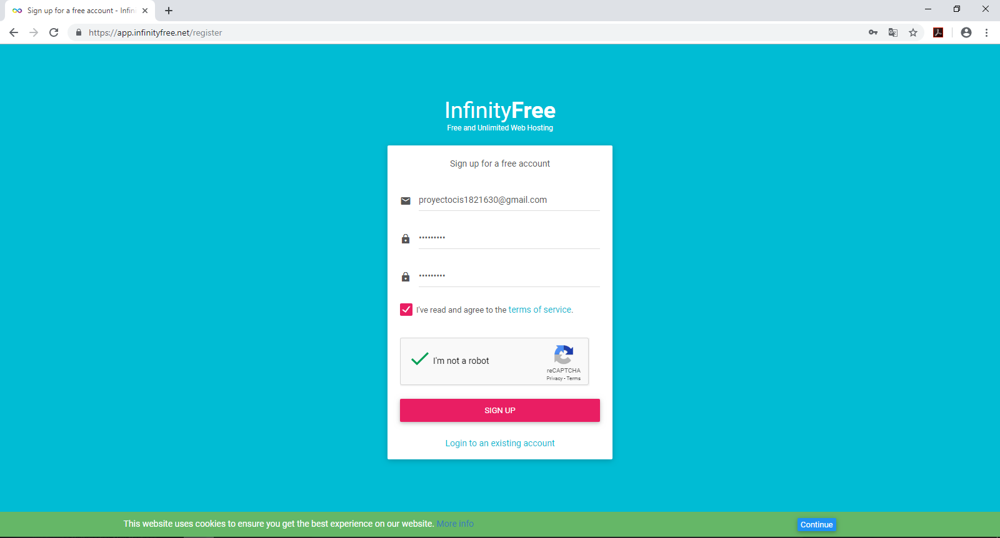 Sign up for a free account - Infin
https://app.infinityfree.net/register
InfinityFree
Free and Unlimited Web Hosting
Sign up for a free account
proyectocis1821630@gmail.com
•••••••••
•••••••••
I've read and agree to the terms of service.
I'm not a robot
reCAPTCHA
Privacy - Terms
SIGN UP
Login to an existing account
This website uses cookies to ensure you get the best experience on our website. More info
Continue